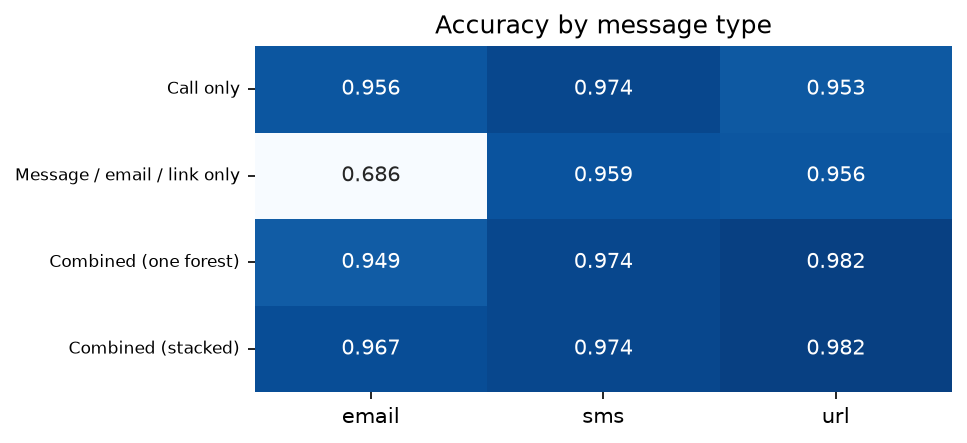 Accuracy by message type
Call only 0.956 0.974 0.953
Message / email / link only 0.686 0.959 0.956
Combined (one forest) 0.949 0.974 0.982
Combined (stacked) 0.967 0.974 0.982
email sms url